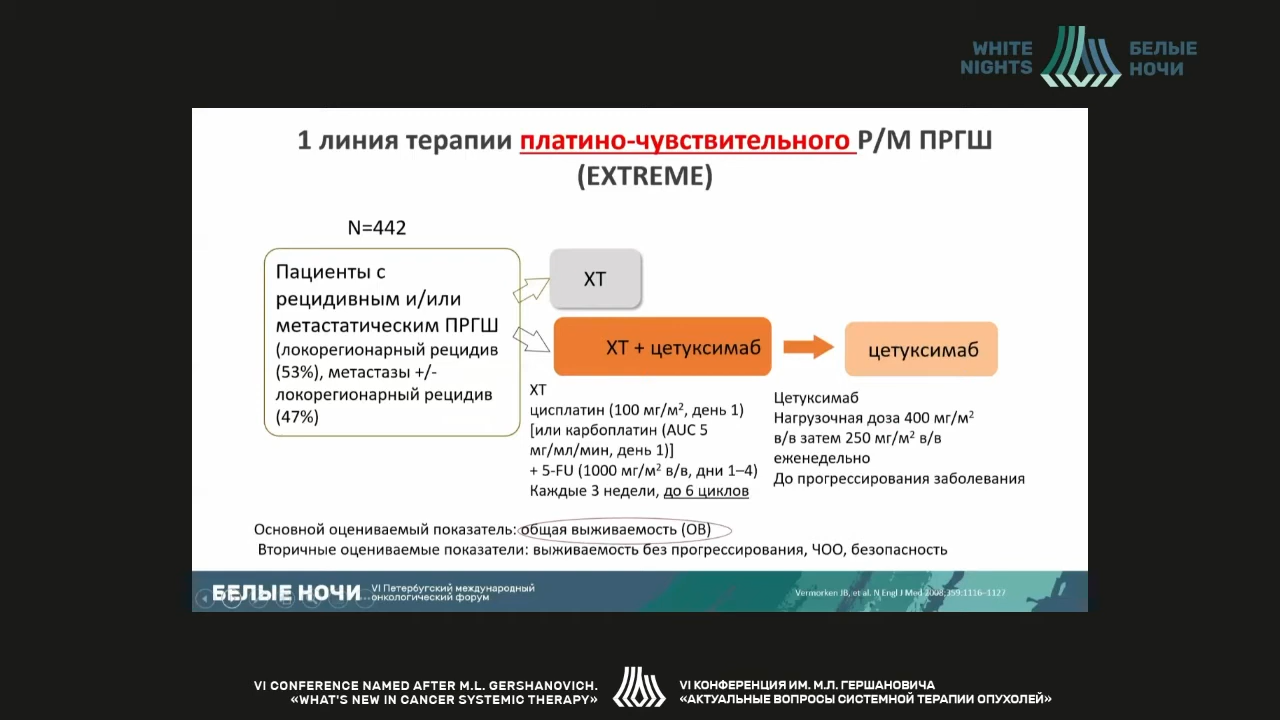 WHITE
NIGHTS
БЕЛЫЕ
НОЧИ
1 линия терапии платино-чувствительного Р/М ПРГШ
(EXTREME)
N=442
Пациенты с
рецидивным и/или
метастатическим ПРГШ
(локорегионарный рецидив
(53%), метастазы +/-
локорегионарный рецидив
(47%)
ХТ
ХТ + цетуксимаб
цетуксимаб
ХТ
цисплатин (100 мг/м², день 1)
[или карбоплатин (AUC 5
мг/мл/мин, день 1)]
+ 5-FU (1000 мг/м² в/в, дни 1–4)
Каждые 3 недели, до 6 циклов
Цетуксимаб
Нагрузочная доза 400 мг/м²
в/в затем 250 мг/м² в/в
еженедельно
До прогрессирования заболевания
Основной оцениваемый показатель: общая выживаемость (ОВ)
Вторичные оцениваемые показатели: выживаемость без прогрессирования, ЧОО, безопасность
БЕЛЫЕ НОЧИ
VI Петербугский международный
онкологический форум
Vermorken JB, et al. N Engl J Med 2008;359:1116–1127
VI CONFERENCE NAMED AFTER M.L. GERSHANOVICH.
«WHAT'S NEW IN CANCER SYSTEMIC THERAPY»
VI КОНФЕРЕНЦИЯ ИМ. М.Л. ГЕРШАНОВИЧА
«АКТУАЛЬНЫЕ ВОПРОСЫ СИСТЕМНОЙ ТЕРАПИИ ОПУХОЛЕЙ»